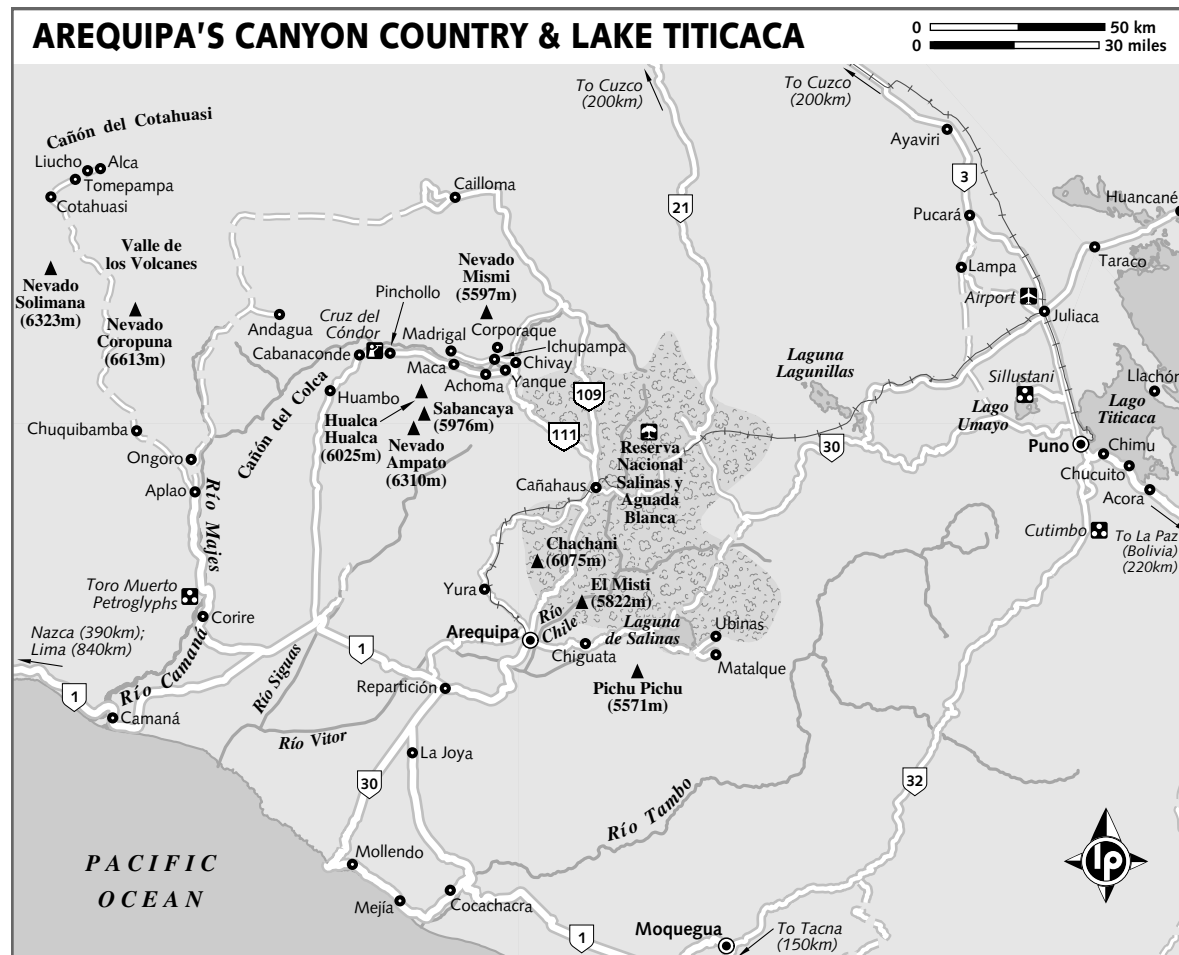 AREQUIPA'S CANYON COUNTRY & LAKE TITICACA
0 50 km
0 30 miles
To Cuzco
(200km)
To Cuzco
(200km)
Cañón del Cotahuasi
Liucho
Alca
Tomepampa
Cotahuasi
Cailloma
21
Ayaviri
3
Pucará
Huancané
Taraco
Lampa
Airport
Juliaca
Valle de
los Volcanes
Nevado
Solimana
(6323m)
Nevado
Coropuna
(6613m)
Andagua
Nevado
Mismi
(5597m)
Pinchollo
Cruz del
Cóndor
Madrigal
Corporaque
Cabanaconde
Ichupampa
Maca
Chivay
Achoma
Yanque
Huambo
Cañón del Colca
Hualca
Hualca
(6025m)
Sabancaya
(5976m)
Nevado
Ampato
(6310m)
109
111
Laguna
Lagunillas
Sillustani
Lago
Umayo
Llachón
Lago
Titicaca
Chuquibamba
Ongoro
Aplao
Río Majes
Reserva
Nacional
Salinas y
Aguada
Blanca
Cañahaus
30
Puno
Chimu
Chucuito
Acora
Cutimbo
To La Paz
(Bolivia)
(220km)
Chachani
(6075m)
El Misti
(5822m)
Toro Muerto
Petroglyphs
Corire
Yura
Arequipa
Río
Chile
Laguna
de Salinas
Chiguata
Ubinas
Matalque
Pichu Pichu
(5571m)
Nazca (390km);
Lima (840km)
1
Río Camaná
Camaná
1
Río Siguas
Repartición
Río Vitor
La Joya
30
Río Tambo
32
PACIFIC
OCEAN
Mollendo
Mejía
Cocachacra
1
Moquegua
To Tacna
(150km)
lp